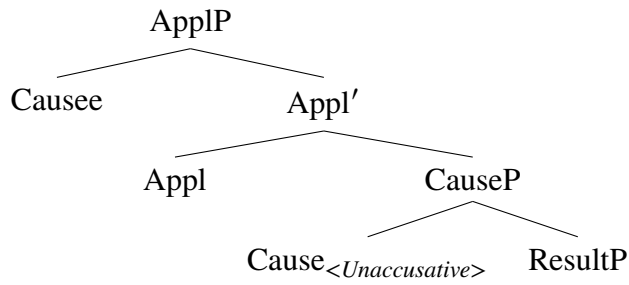 ApplP
Causee Appl′
Appl CauseP
Cause<Unaccusative> ResultP